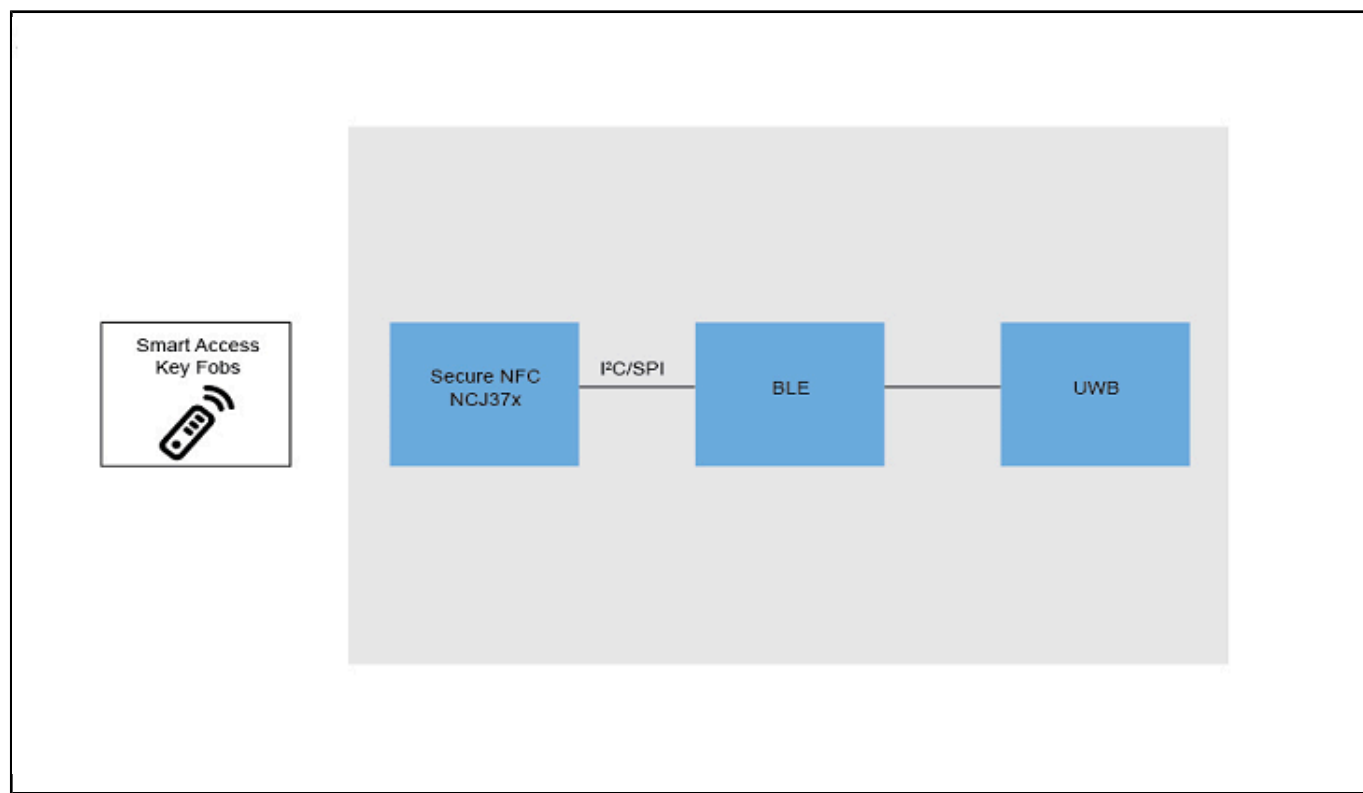 Smart Access
Key Fobs
Secure NFC
NCJ37x
I²C/SPI
BLE
UWB